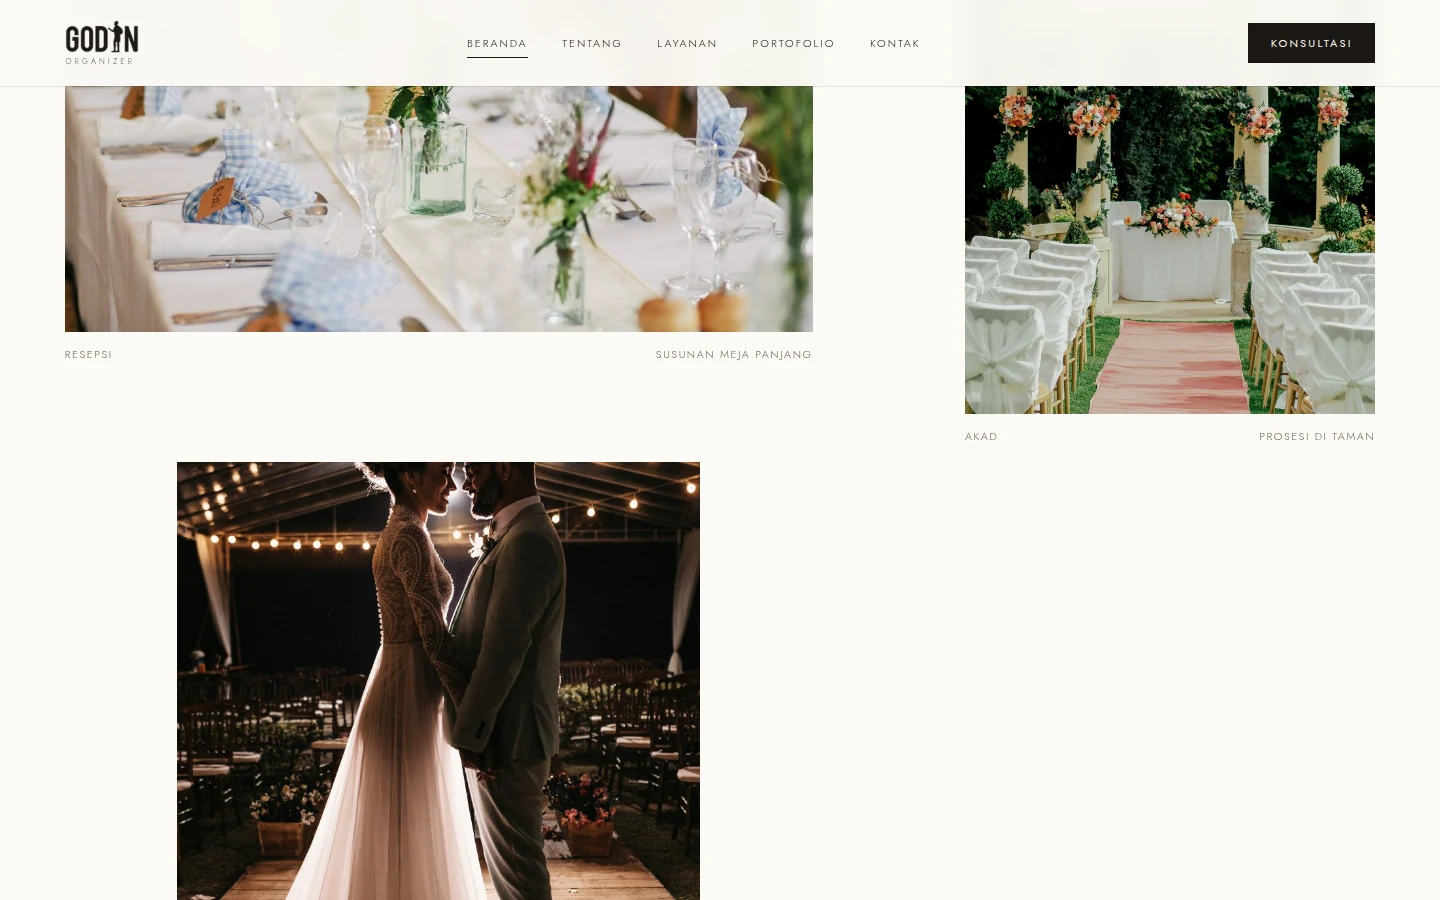 GODIN
ORGANIZER
BERANDA
TENTANG
LAYANAN
PORTOFOLIO
KONTAK
KONSULTASI
RESEPSI
SUSUNAN MEJA PANJANG
AKAD
PROSESI DI TAMAN